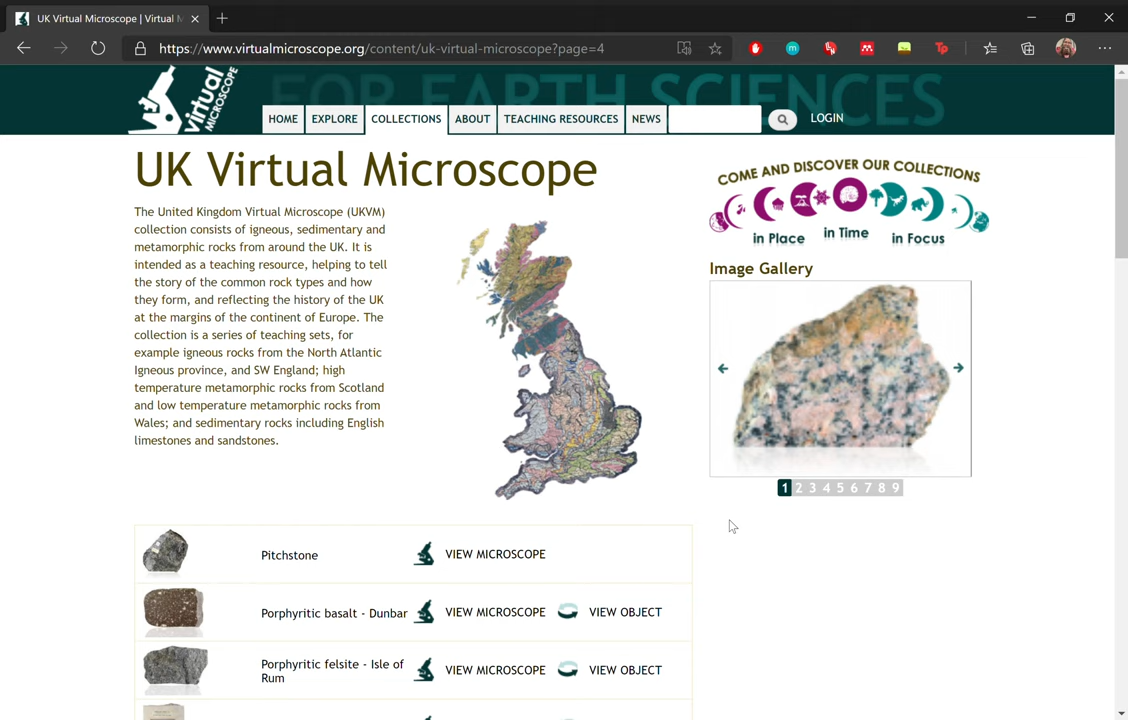 UK Virtual Microscope | Virtual M
https://www.virtualmicroscope.org/content/uk-virtual-microscope?page=4
virtual
MICROSCOPE
FOR EARTH SCIENCES
HOME EXPLORE COLLECTIONS ABOUT TEACHING RESOURCES NEWS LOGIN
UK Virtual Microscope
The United Kingdom Virtual Microscope (UKVM)
collection consists of igneous, sedimentary and
metamorphic rocks from around the UK. It is
intended as a teaching resource, helping to tell
the story of the common rock types and how
they form, and reflecting the history of the UK
at the margins of the continent of Europe. The
collection is a series of teaching sets, for
example igneous rocks from the North Atlantic
Igneous province, and SW England; high
temperature metamorphic rocks from Scotland
and low temperature metamorphic rocks from
Wales; and sedimentary rocks including English
limestones and sandstones.
COME AND DISCOVER OUR COLLECTIONS
in Place in Time in Focus
Image Gallery
1 2 3 4 5 6 7 8 9
Pitchstone VIEW MICROSCOPE
Porphyritic basalt - Dunbar VIEW MICROSCOPE VIEW OBJECT
Porphyritic felsite - Isle of
Rum VIEW MICROSCOPE VIEW OBJECT